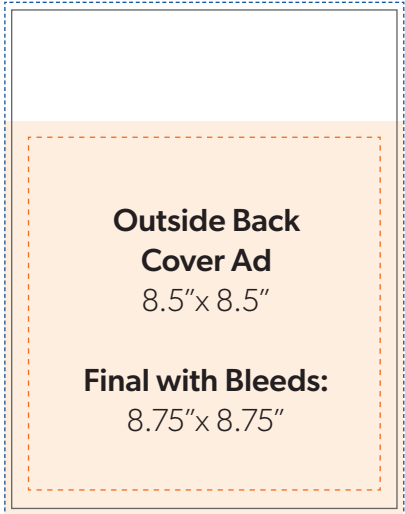 Outside Back
Cover Ad
8.5”x 8.5”
Final with Bleeds:
8.75”x 8.75”